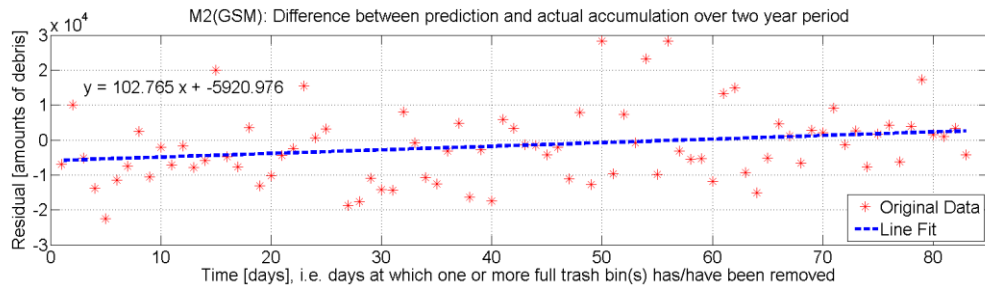 M2(GSM): Difference between prediction and actual accumulation over two year period
x 10^4
Residual [amounts of debris]
3
2
1
0
-1
-2
-3
y = 102.765 x + -5920.976
Original Data
Line Fit
0 10 20 30 40 50 60 70 80
Time [days], i.e. days at which one or more full trash bin(s) has/have been removed